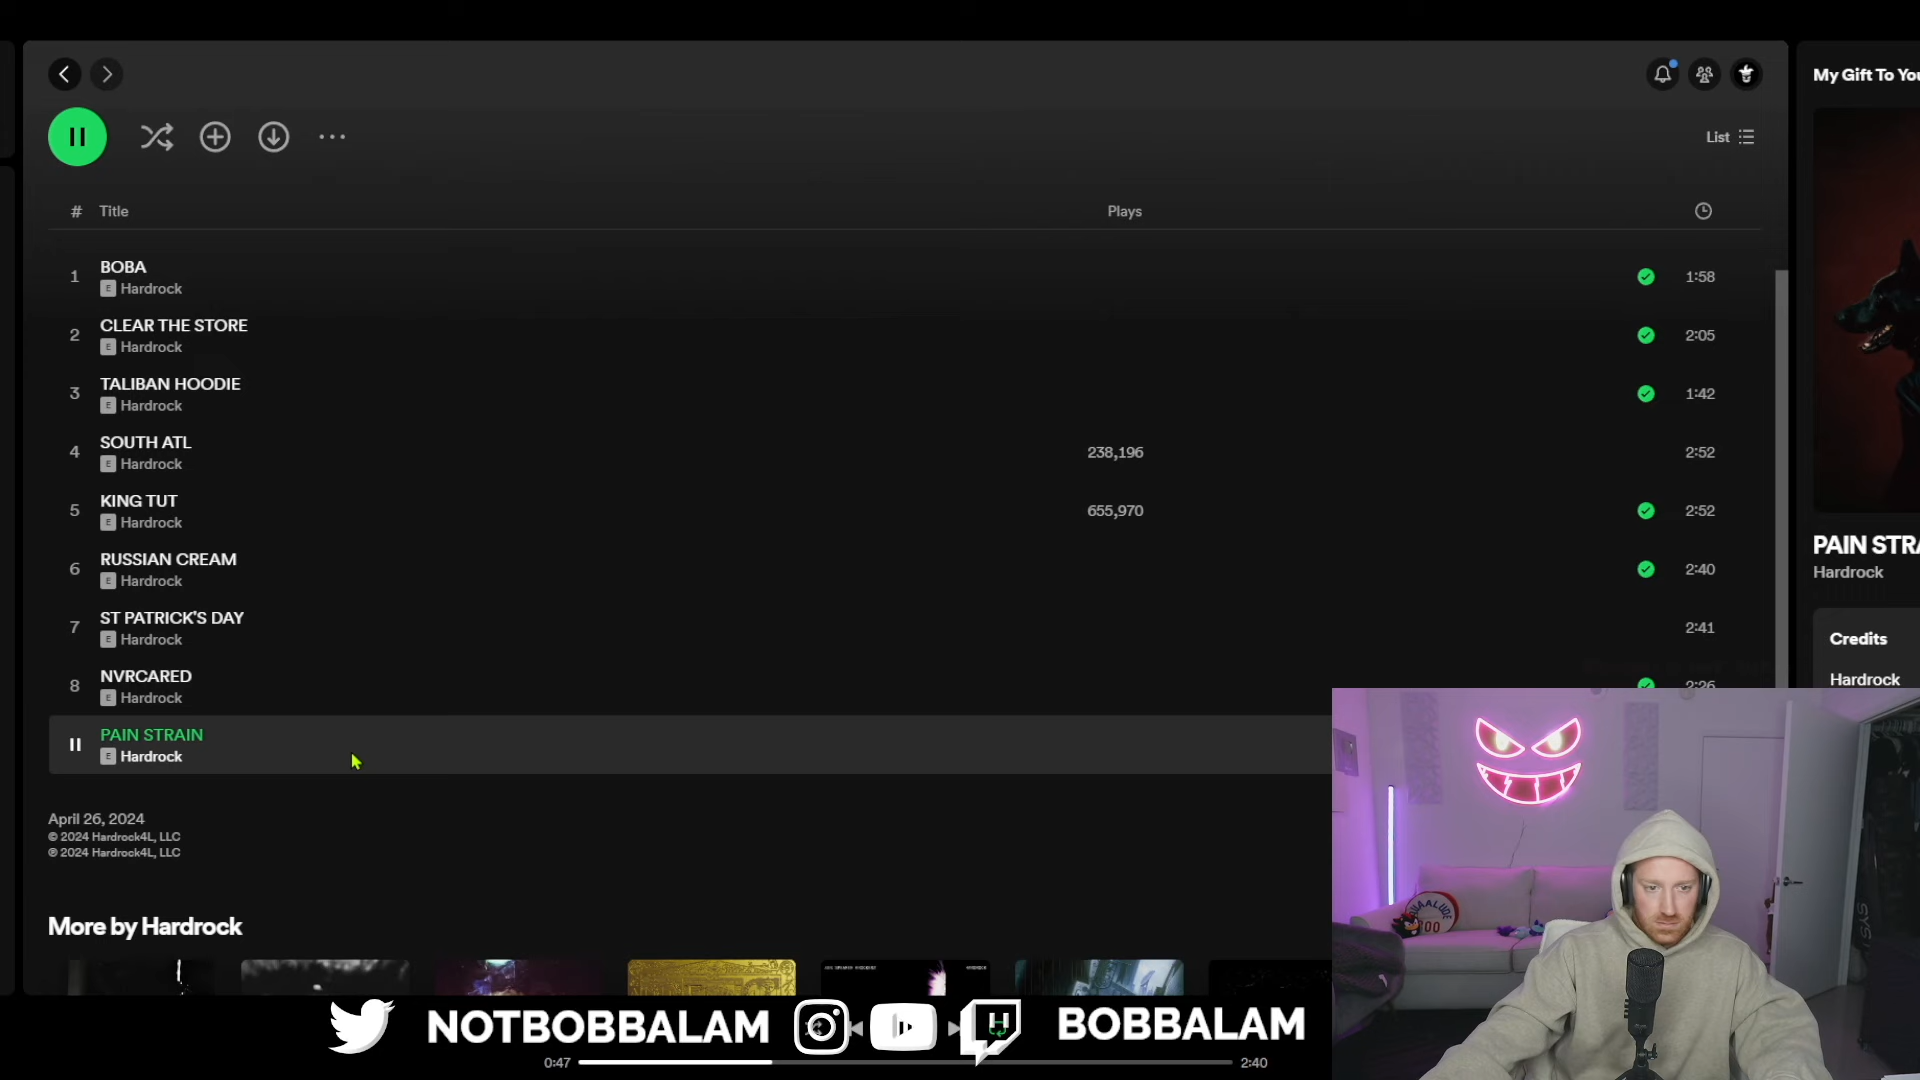 My Gift To You
List
# Title Plays
1 BOBA 1:58
E Hardrock
2 CLEAR THE STORE 2:05
E Hardrock
3 TALIBAN HOODIE 1:42
E Hardrock
4 SOUTH ATL 238,196 2:52
E Hardrock
5 KING TUT 655,970 2:52
E Hardrock
6 RUSSIAN CREAM 2:40
E Hardrock
7 ST PATRICK'S DAY 2:41
E Hardrock
8 NVRCARED 2:26
E Hardrock
PAIN STRAIN
E Hardrock
April 26, 2024
© 2024 Hardrock4L, LLC
℗ 2024 Hardrock4L, LLC
More by Hardrock
PAIN STRA
Hardrock
Credits
Hardrock
NOTBOBBALAM
BOBBALAM
0:47
2:40